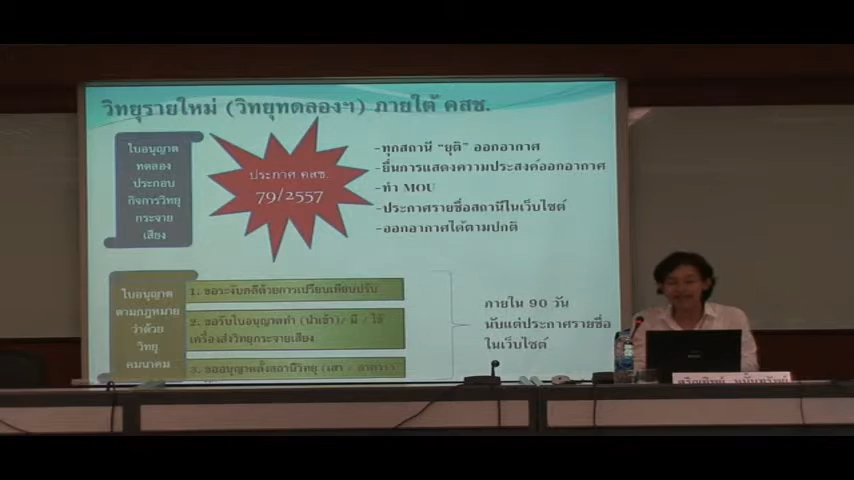 วิทยุรายใหม่ (วิทยุทดลองฯ) ภายใต้ คสช.
ใบอนุญาต
ทดลอง
ประกอบ
กิจการวิทยุ
กระจาย
เสียง
ประกาศ คสช.
79/2557
-ทุกสถานี "ยุติ" ออกอากาศ
-ยื่นการแสดงความประสงค์ออกอากาศ
-ทำ MOU
-ประกาศรายชื่อสถานีในเว็บไซต์
-ออกอากาศได้ตามปกติ
ใบอนุญาต
ตามกฎหมาย
ว่าด้วย
วิทยุ
คมนาคม
1. ขอระงับคดีด้วยการเปรียบเทียบปรับ
2. ขอรับใบอนุญาตทำ (นำเข้า)/ มี / ใช้
เครื่องส่งวิทยุกระจายเสียง
3. ขออนุญาตตั้งสถานีวิทยุ (เสา / อาคาร)
ภายใน 90 วัน
นับแต่ประกาศรายชื่อ
ในเว็บไซต์